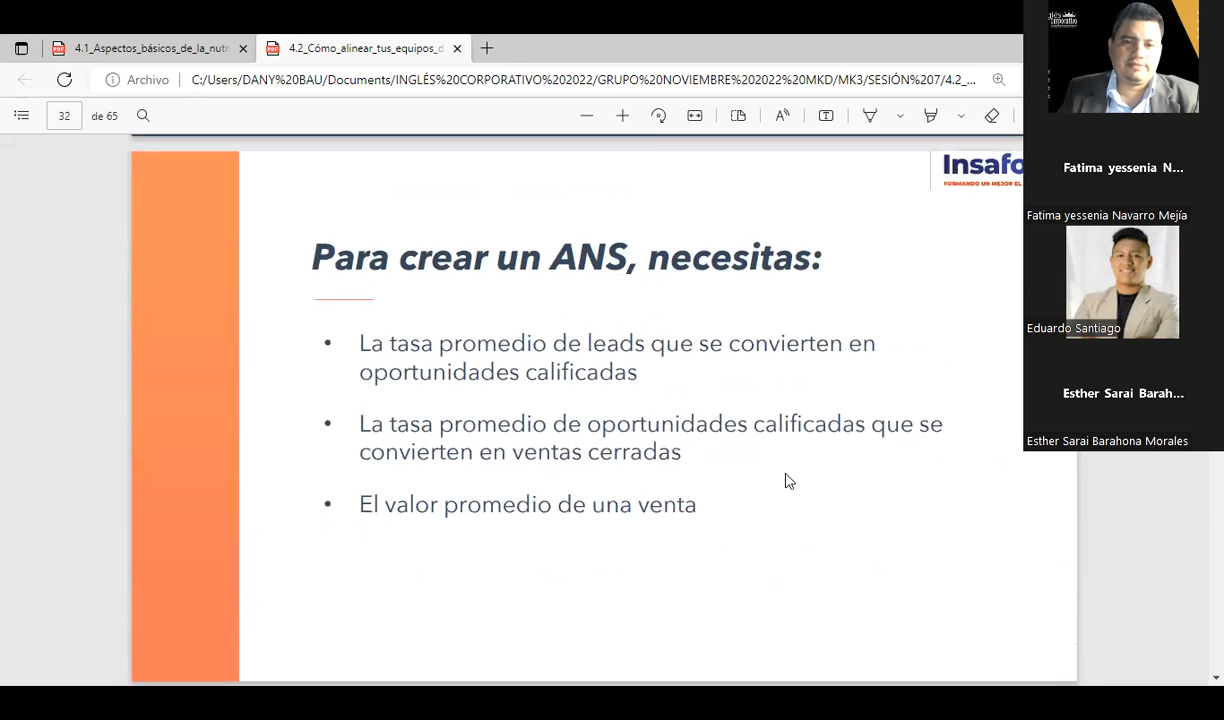 4.1_Aspectos_básicos_de_la_nutr
4.2_Cómo_alinear_tus_equipos_d
Archivo
C:/Users/DANY%20BAU/Documents/INGLÉS%20CORPORATIVO%202022/GRUPO%20NOVIEMBRE%202022%20MKD/MK3/SESIÓN%207/4.2_...
32
de 65
Insafo
FORMANDO UN MEJOR EL
Para crear un ANS, necesitas:
• La tasa promedio de leads que se convierten en
oportunidades calificadas
• La tasa promedio de oportunidades calificadas que se
convierten en ventas cerradas
• El valor promedio de una venta
Fatima yessenia N...
Fatima yessenia Navarro Mejía
Eduardo Santiago
Esther Sarai Barah...
Esther Sarai Barahona Morales